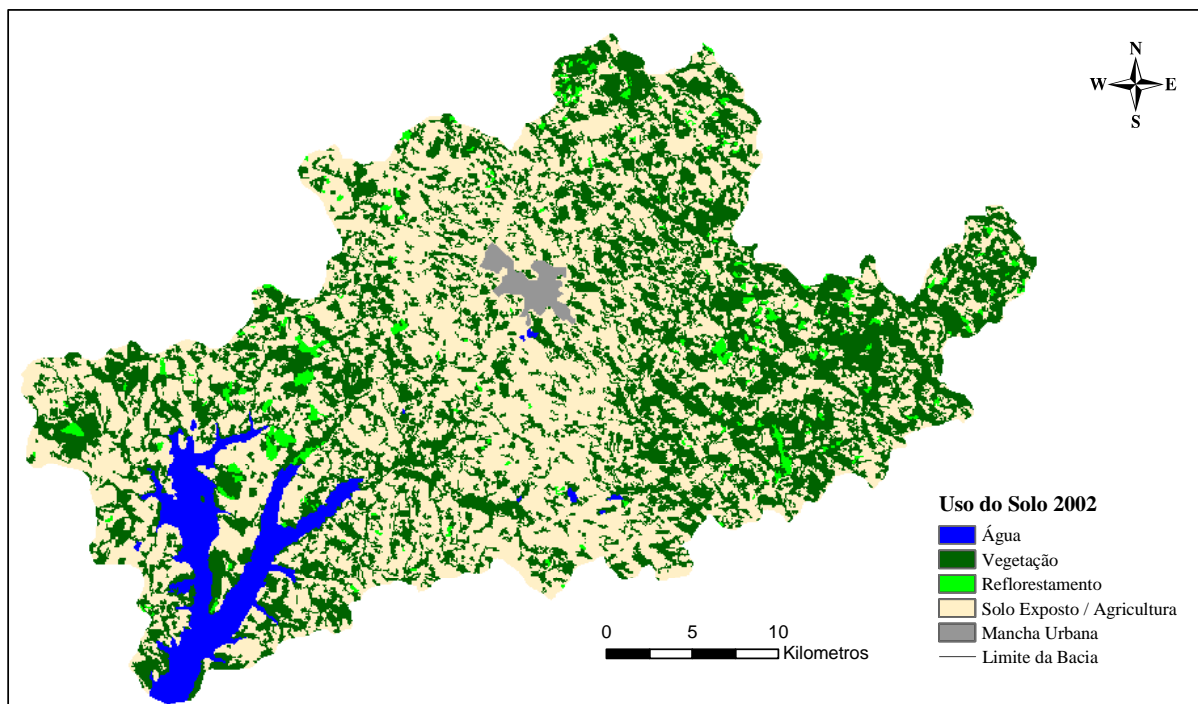 N
W E
S
Uso do Solo 2002
Água
Vegetação
Reflorestamento
Solo Exposto / Agricultura
Mancha Urbana
Limite da Bacia
0 5 10
Kilometros